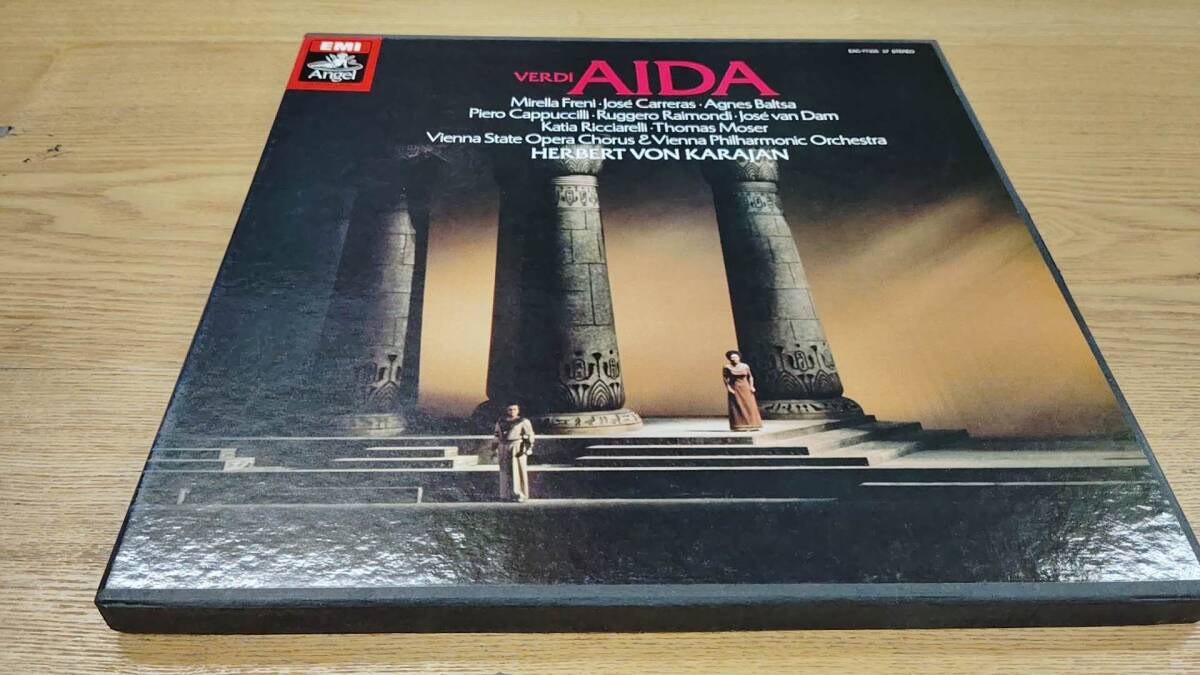 EMI
Angel
STEREO
VERDI AIDA
Mirella Freni · José Carreras · Agnes Baltsa
Piero Cappuccilli · Ruggero Raimondi · José van Dam
Katia Ricciarelli · Thomas Moser
Vienna State Opera Chorus & Vienna Philharmonic Orchestra
HERBERT VON KARAJAN